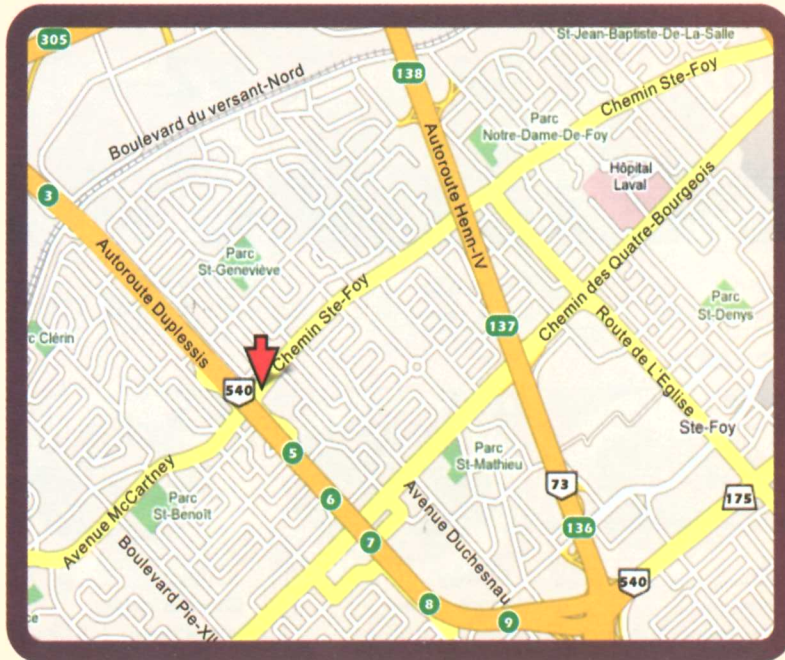 305
St-Jean-Baptiste-De-La-Salle
138
Chemin Ste-Foy
Boulevard du versant-Nord
Parc
Notre-Dame-De-Foy
Autoroute Henn-IV
Hôpital
Laval
3
Chemin des Quatre-Bourgeois
Autoroute Duplessis
Parc
St-Geneviève
Chemin Ste-Foy
Parc
St-Denys
c Clérin
137
Route de L'Eglise
540
Ste-Foy
5
Parc
St-Mathieu
Avenue McCartney
6
73
175
Parc
St-Benoît
Avenue Duchesnau
136
7
Boulevard Pie-XII
540
8
9
ce